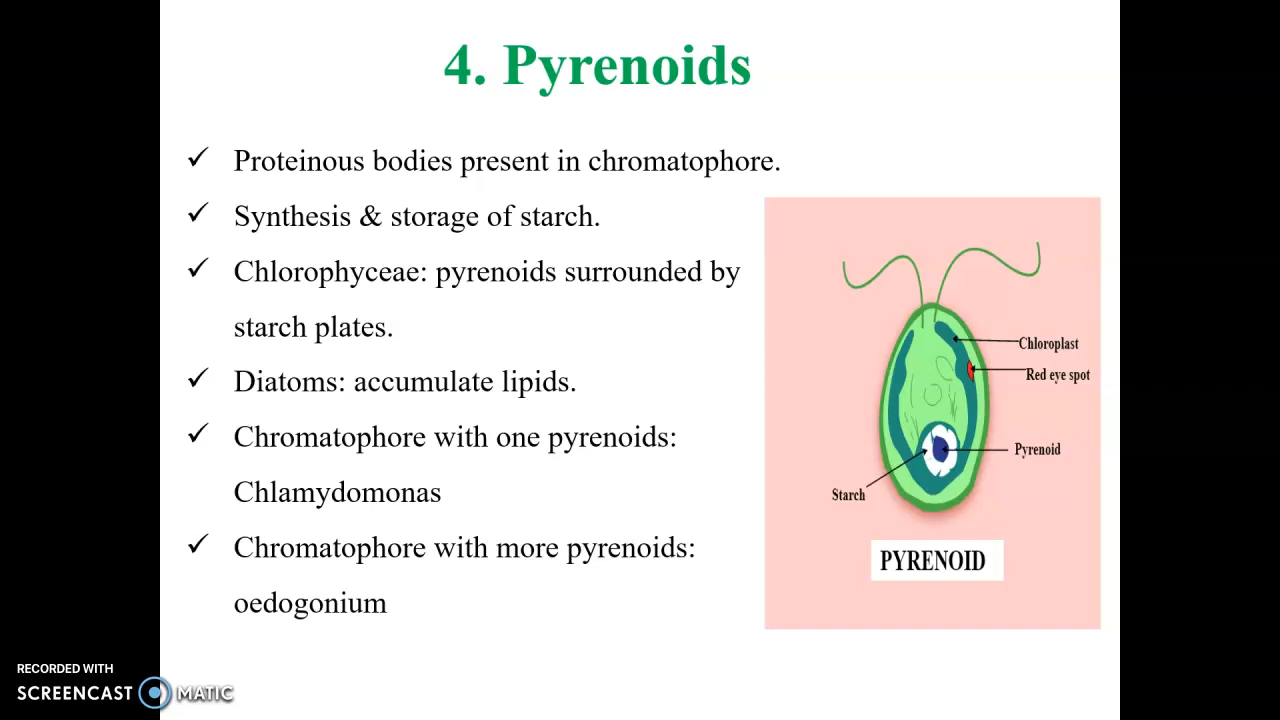 4. Pyrenoids
✓ Proteinous bodies present in chromatophore.
✓ Synthesis & storage of starch.
✓ Chlorophyceae: pyrenoids surrounded by
starch plates.
✓ Diatoms: accumulate lipids.
✓ Chromatophore with one pyrenoids:
Chlamydomonas
✓ Chromatophore with more pyrenoids:
oedogonium
Chloroplast
Red eye spot
Pyrenoid
Starch
PYRENOID
RECORDED WITH
SCREENCAST MATIC